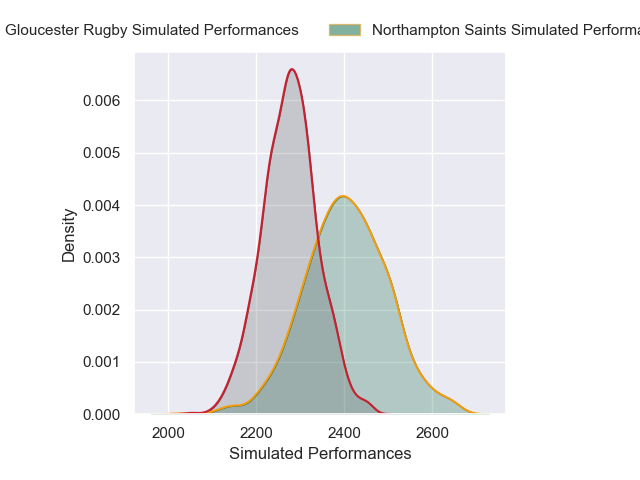 Gloucester Rugby Simulated Performances
Northampton Saints Simulated Performa
0.006
0.005
0.004
0.003
0.002
0.001
0.000
Density
2000 2200 2400 2600
Simulated Performances